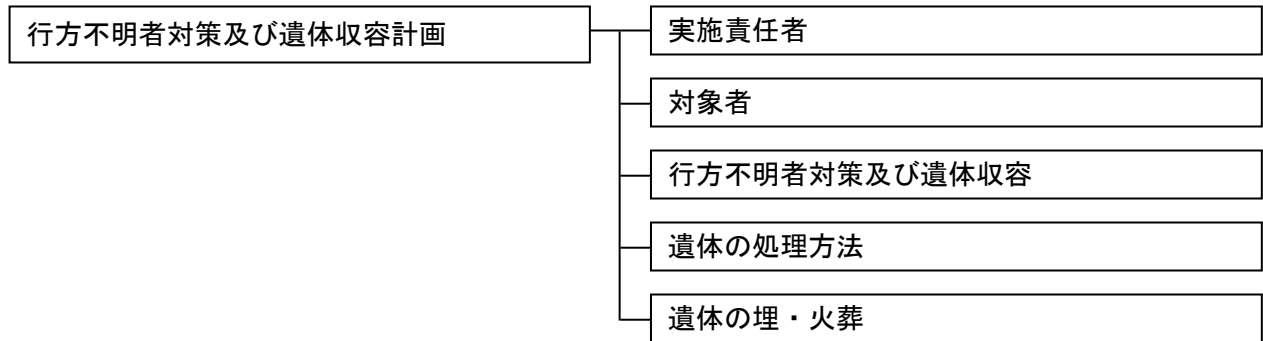 行方不明者対策及び遺体収容計画
実施責任者
対象者
行方不明者対策及び遺体収容
遺体の処理方法
遺体の埋・火葬